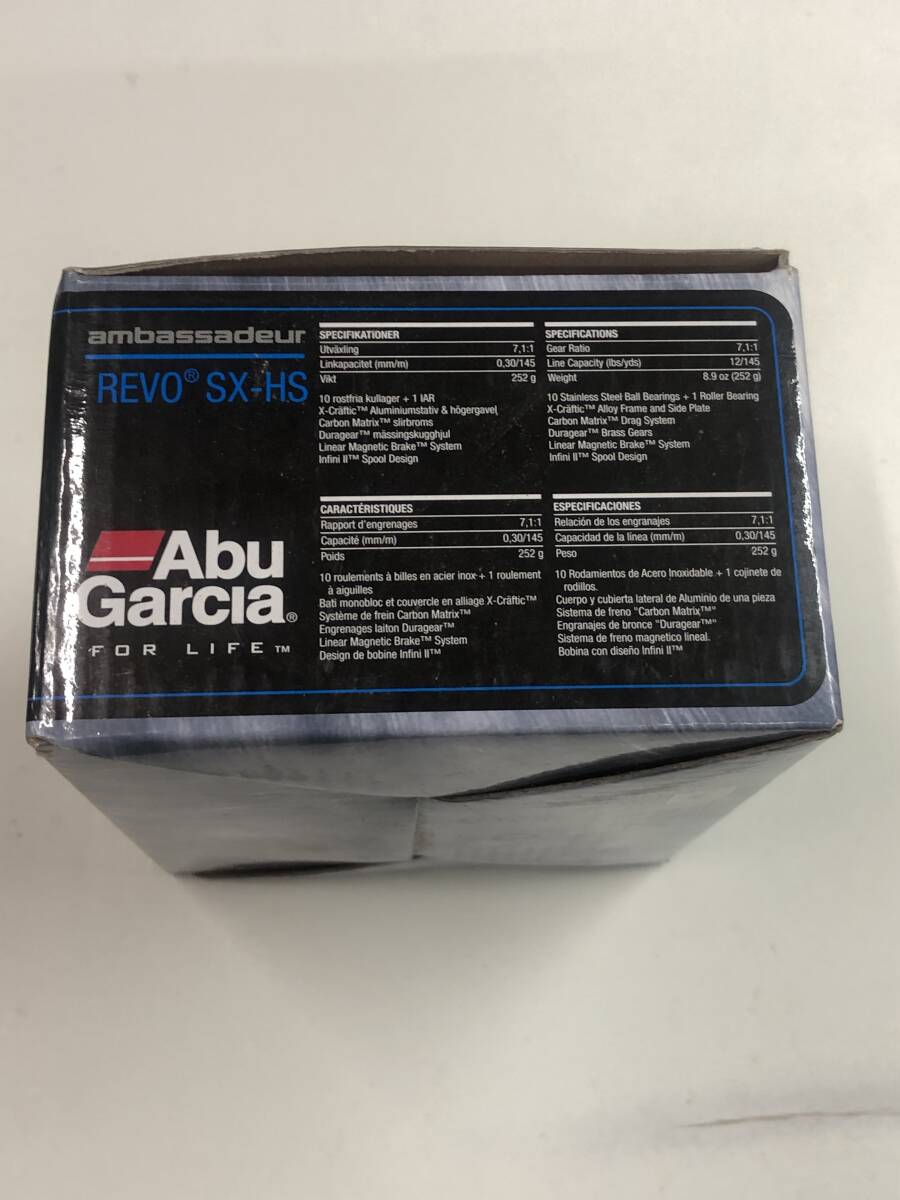 ambassadeur
REVO® SX-HS
Abu
Garcia®
FOR LIFE™
SPECIFIKATIONER
Utväxling 7,1:1
Linkapacitet (mm/m) 0,30/145
Vikt 252 g
10 rostfria kullager + 1 IAR
X-Cräftic™ Aluminiumstativ & högergavel
Carbon Matrix™ slirbroms
Duragear™ mässingskugghjul
Linear Magnetic Brake™ System
Infini II™ Spool Design
SPECIFICATIONS
Gear Ratio 7,1:1
Line Capacity (lbs/yds) 12/145
Weight 8.9 oz (252 g)
10 Stainless Steel Ball Bearings + 1 Roller Bearing
X-Cräftic™ Alloy Frame and Side Plate
Carbon Matrix™ Drag System
Duragear™ Brass Gears
Linear Magnetic Brake™ System
Infini II™ Spool Design
CARACTÉRISTIQUES
Rapport d'engrenages 7,1:1
Capacité (mm/m) 0,30/145
Poids 252 g
10 roulements à billes en acier inox + 1 roulement
à aiguilles
Bati monobloc et couvercle en alliage X-Cräftic™
Système de frein Carbon Matrix™
Engrenages laiton Duragear™
Linear Magnetic Brake™ System
Design de bobine Infini II™
ESPECIFICACIONES
Relación de los engranajes 7,1:1
Capacidad de la línea (mm/m) 0,30/145
Peso 252 g
10 Rodamientos de Acero Inoxidable + 1 cojinete de
rodillos.
Cuerpo y cubierta lateral de Aluminio de una pieza
Sistema de freno "Carbon Matrix™"
Engranajes de bronce "Duragear™"
Sistema de freno magnetico lineal.
Bobina con diseño Infini II™